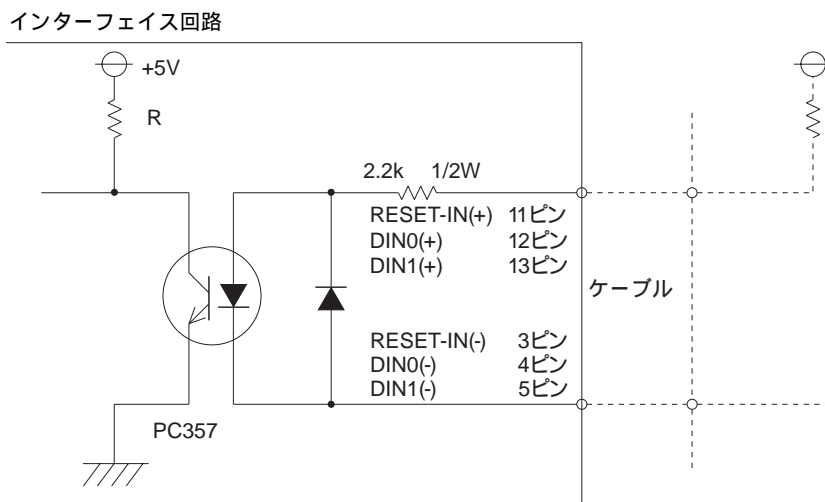 インターフェイス回路
+5V
R
2.2k 1/2W
RESET-IN(+) 11ピン
DIN0(+) 12ピン
DIN1(+) 13ピン
ケーブル
RESET-IN(-) 3ピン
DIN0(-) 4ピン
DIN1(-) 5ピン
PC357